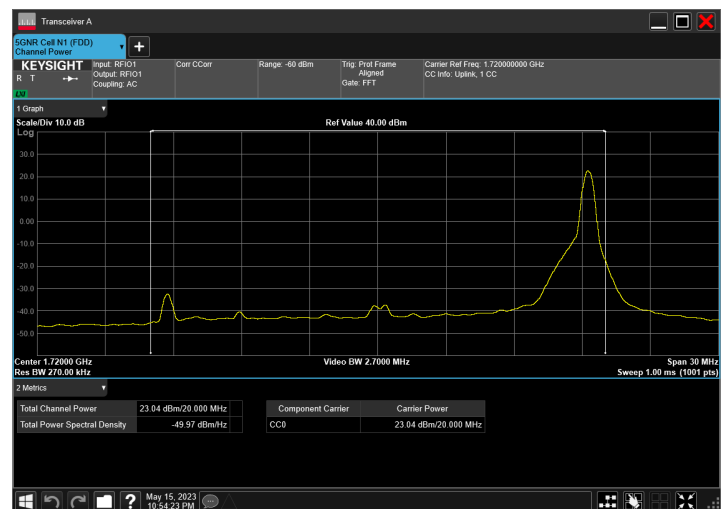 Transceiver A
5GNR Cell N1 (FDD)
Channel Power
KEYSIGHT
R T
LXI
Input: RFIO1
Output: RFIO1
Coupling: AC
Corr CCorr
Range: -60 dBm
Trig: Prot Frame
Aligned
Gate: FFT
Carrier Ref Freq: 1.720000000 GHz
CC Info: Uplink, 1 CC
1 Graph
Scale/Div 10.0 dB
Ref Value 40.00 dBm
Log
30.0
20.0
10.0
0.00
-10.0
-20.0
-30.0
-40.0
-50.0
Center 1.72000 GHz
Video BW 2.7000 MHz
Span 30 MHz
Res BW 270.00 kHz
Sweep 1.00 ms (1001 pts)
2 Metrics
Total Channel Power 23.04 dBm/20.000 MHz
Total Power Spectral Density -49.97 dBm/Hz
Component Carrier Carrier Power
CC0 23.04 dBm/20.000 MHz
?
May 15, 2023
10:54:23 PM